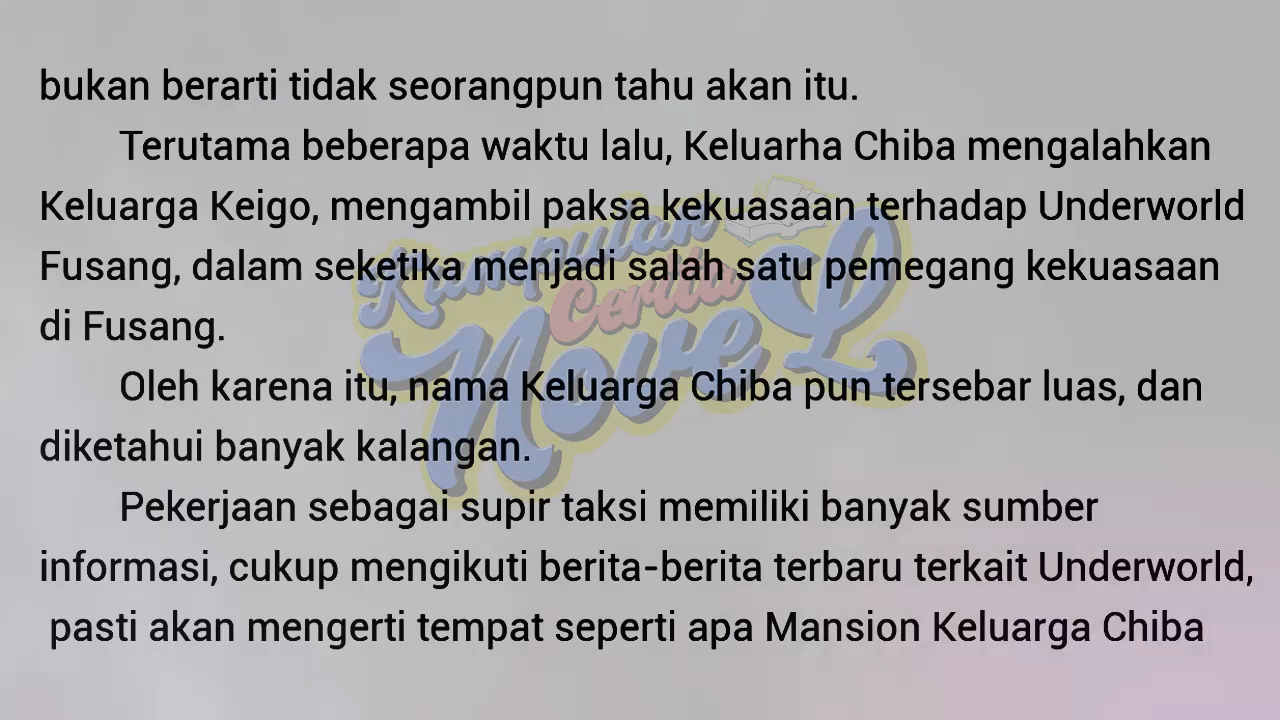 bukan berarti tidak seorangpun tahu akan itu.
Terutama beberapa waktu lalu, Keluarha Chiba mengalahkan
Keluarga Keigo, mengambil paksa kekuasaan terhadap Underworld
Fusang, dalam seketika menjadi salah satu pemegang kekuasaan
di Fusang.
Oleh karena itu, nama Keluarga Chiba pun tersebar luas, dan
diketahui banyak kalangan.
Pekerjaan sebagai supir taksi memiliki banyak sumber
informasi, cukup mengikuti berita-berita terbaru terkait Underworld,
pasti akan mengerti tempat seperti apa Mansion Keluarga Chiba
Kumpulan
Cerita
NoveL